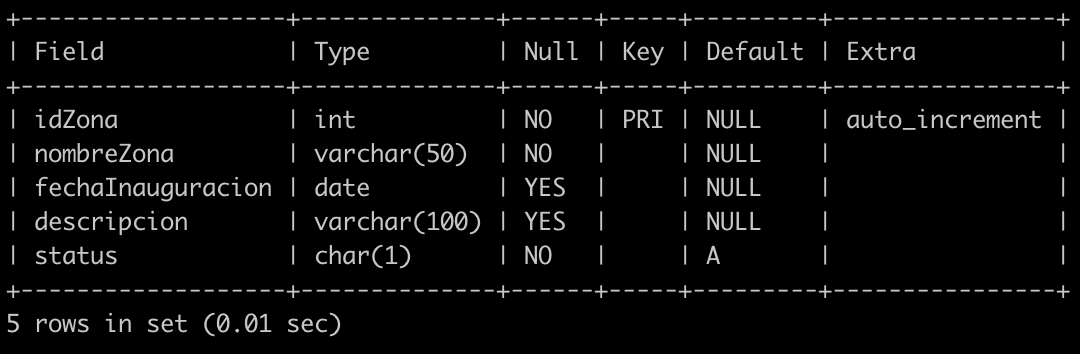 +-------------------+--------------+------+-----+---------+----------------+
| Field             | Type         | Null | Key | Default | Extra          |
+-------------------+--------------+------+-----+---------+----------------+
| idZona            | int          | NO   | PRI | NULL    | auto_increment |
| nombreZona        | varchar(50)  | NO   |     | NULL    |                |
| fechaInauguracion | date         | YES  |     | NULL    |                |
| descripcion       | varchar(100) | YES  |     | NULL    |                |
| status            | char(1)      | NO   |     | A       |                |
+-------------------+--------------+------+-----+---------+----------------+
5 rows in set (0.01 sec)